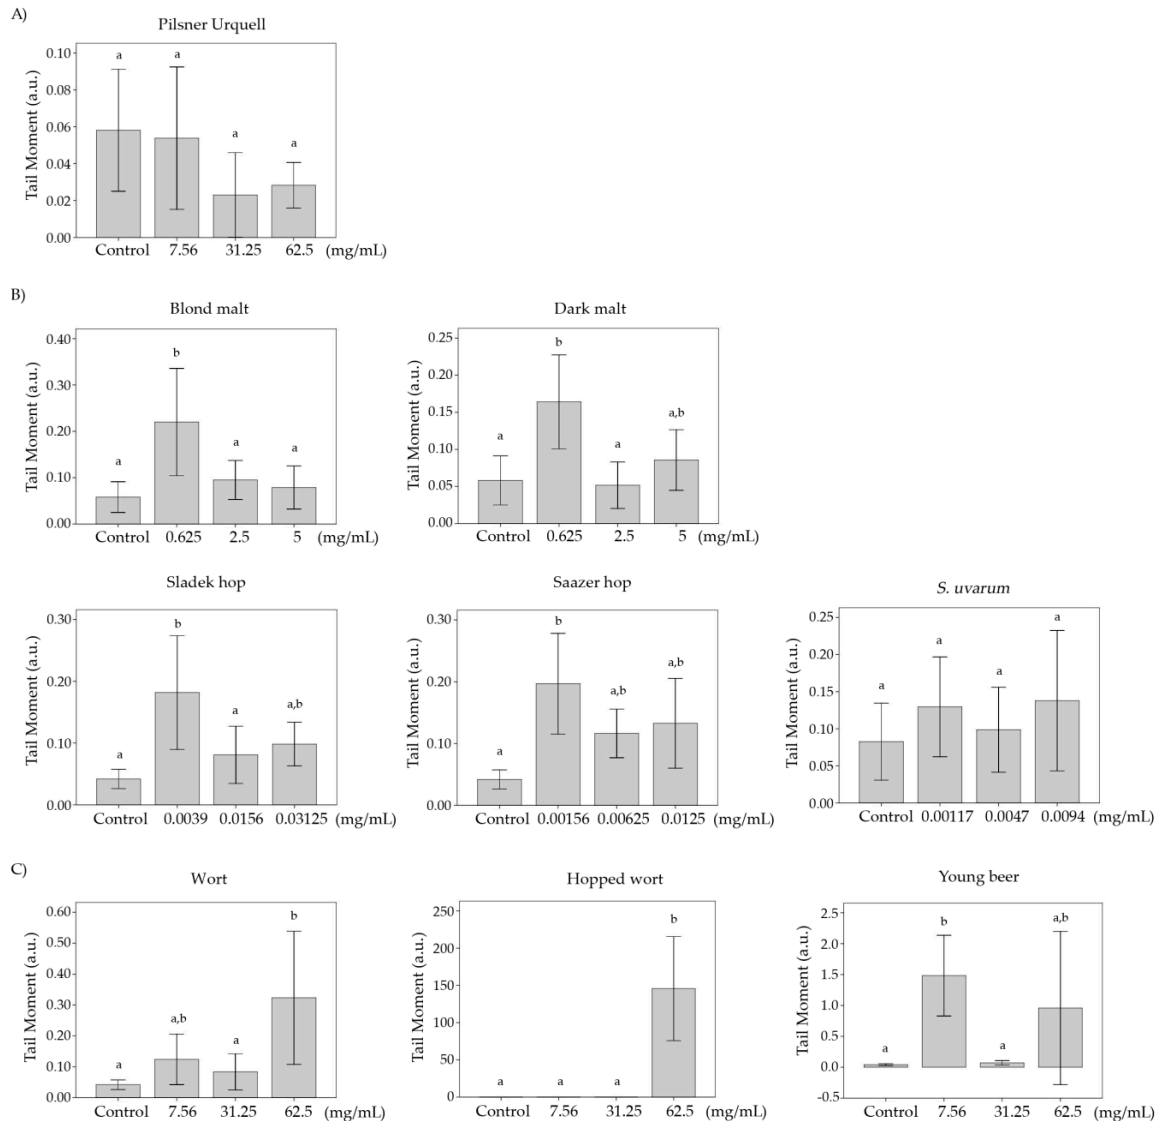 A)
Pilsner Urquell
Tail Moment (a.u.)
0.10
0.08
0.06
0.04
0.02
0.00
a a a a
Control 7.56 31.25 62.5 (mg/mL)
B)
Blond malt
Tail Moment (a.u.)
0.40
0.30
0.20
0.10
0.00
a b a a
Control 0.625 2.5 5 (mg/mL)
Dark malt
Tail Moment (a.u.)
0.25
0.20
0.15
0.10
0.05
0.00
a b a a,b
Control 0.625 2.5 5 (mg/mL)
Sladek hop
Tail Moment (a.u.)
0.30
0.20
0.10
0.00
a b a a,b
Control 0.0039 0.0156 0.03125 (mg/mL)
Saazer hop
Tail Moment (a.u.)
0.30
0.20
0.10
0.00
a b a,b a,b
Control 0.00156 0.00625 0.0125 (mg/mL)
S. uvarum
Tail Moment (a.u.)
0.25
0.20
0.15
0.10
0.05
0.00
a a a a
Control 0.00117 0.0047 0.0094 (mg/mL)
C)
Wort
Tail Moment (a.u.)
0.60
0.50
0.40
0.30
0.20
0.10
0.00
a a,b a b
Control 7.56 31.25 62.5 (mg/mL)
Hopped wort
Tail Moment (a.u.)
250
200
150
100
50
0
a a a b
Control 7.56 31.25 62.5 (mg/mL)
Young beer
Tail Moment (a.u.)
2.5
2.0
1.5
1.0
0.5
0.0
-0.5
a b a a,b
Control 7.56 31.25 62.5 (mg/mL)